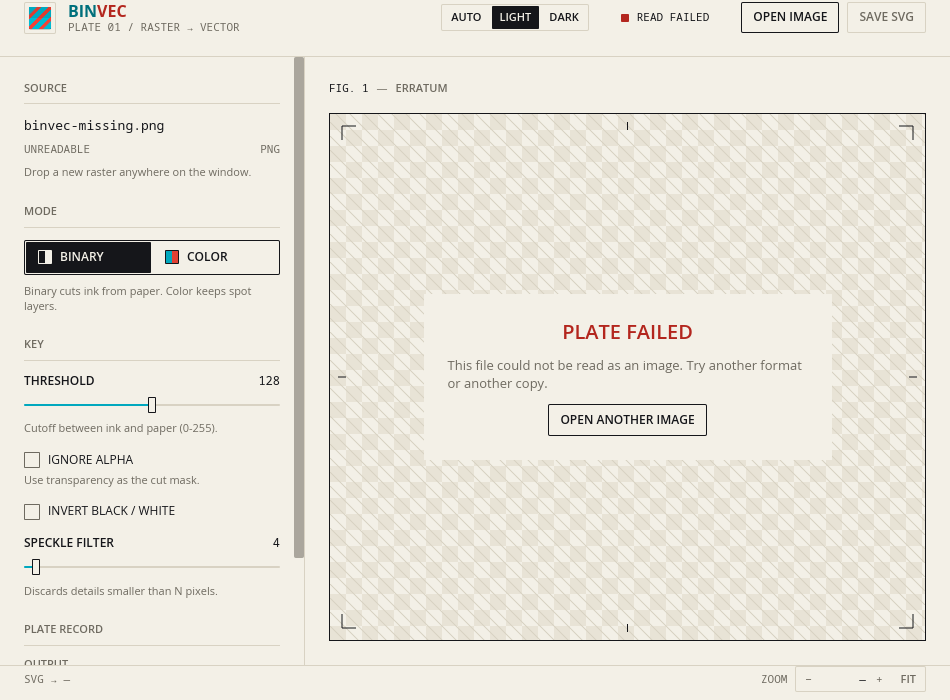 BINVEC
PLATE 01 / RASTER → VECTOR
AUTO LIGHT DARK
READ FAILED
OPEN IMAGE
SAVE SVG
SOURCE
binvec-missing.png
UNREADABLE PNG
Drop a new raster anywhere on the window.
MODE
BINARY COLOR
Binary cuts ink from paper. Color keeps spot
layers.
KEY
THRESHOLD 128
Cutoff between ink and paper (0-255).
IGNORE ALPHA
Use transparency as the cut mask.
INVERT BLACK / WHITE
SPECKLE FILTER 4
Discards details smaller than N pixels.
PLATE RECORD
OUTPUT
FIG. 1 — ERRATUM
PLATE FAILED
This file could not be read as an image. Try another format
or another copy.
OPEN ANOTHER IMAGE
SVG → —
ZOOM − — + FIT